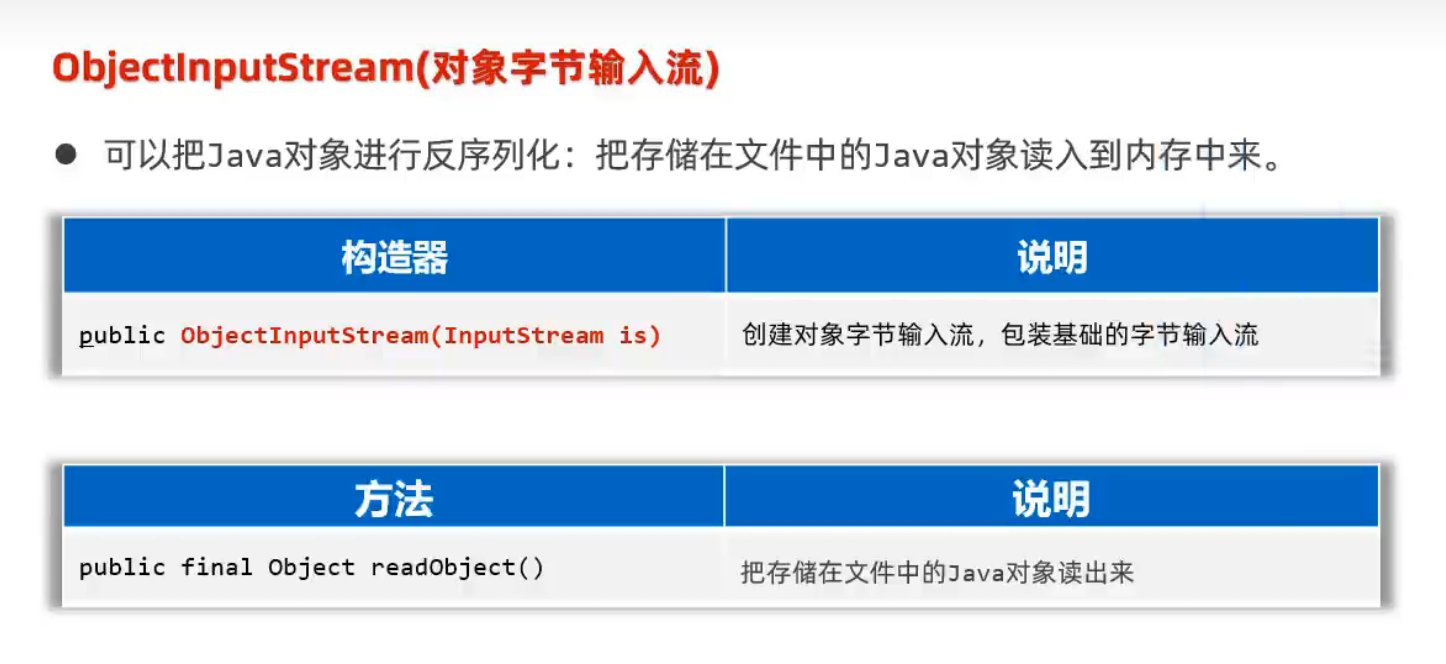 ObjectInputStream(对象字节输入流)
● 可以把Java对象进行反序列化：把存储在文件中的Java对象读入到内存中来。
构造器 说明
public ObjectInputStream(InputStream is) 创建对象字节输入流，包装基础的字节输入流
方法 说明
public final Object readObject() 把存储在文件中的Java对象读出来